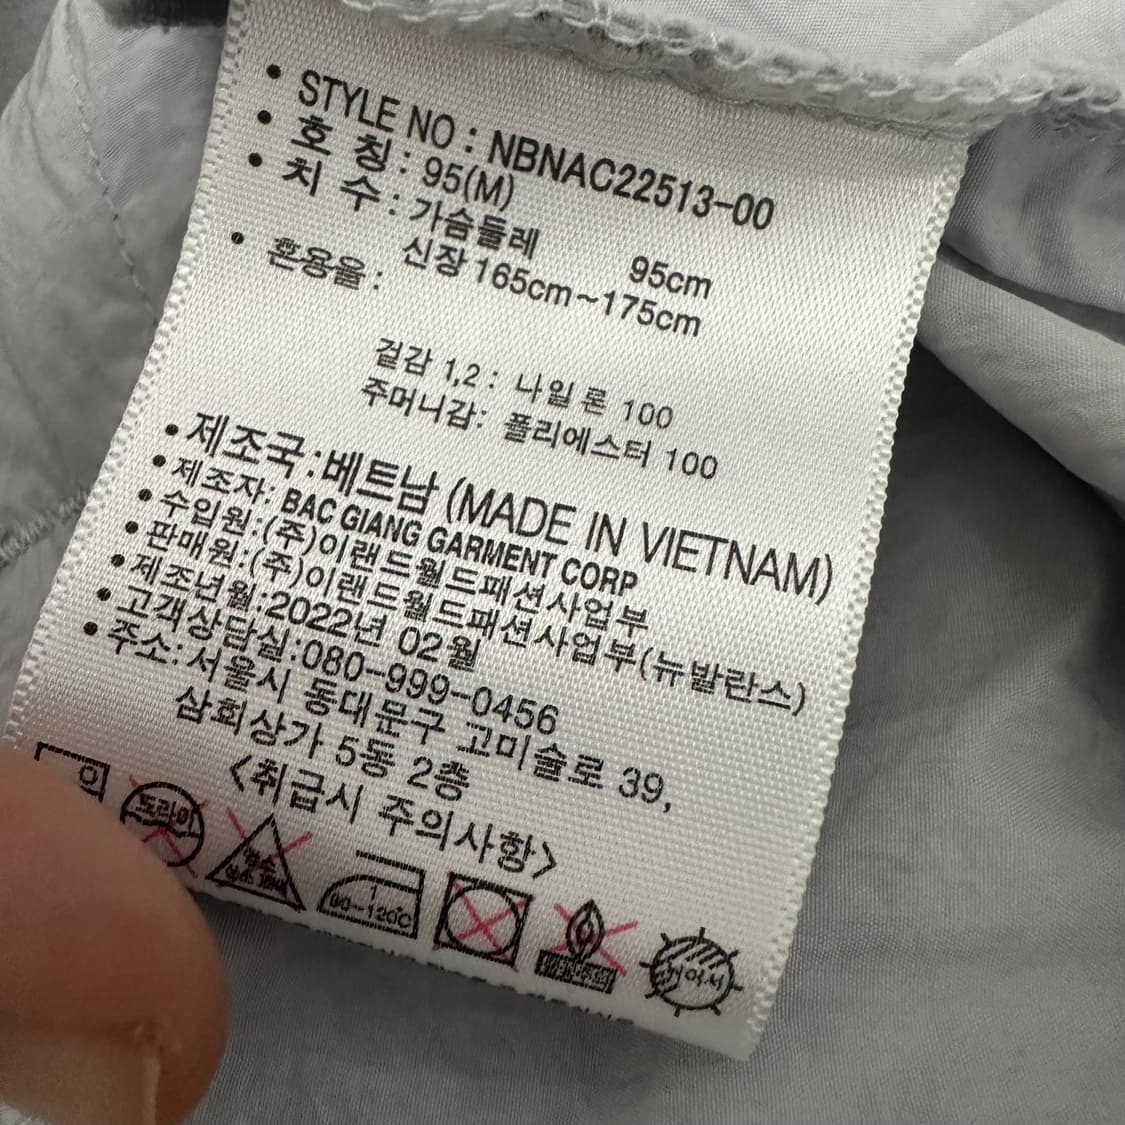 • STYLE NO : NBNAC22513-00
• 호 칭 : 95(M)
• 치 수 : 가슴둘레 95cm
신장 165cm~175cm
• 혼용율 :
겉감 1,2 : 나일론 100
주머니감: 폴리에스터 100
• 제조국 : 베트남 (MADE IN VIETNAM)
• 제조자: BAC GIANG GARMENT CORP
• 수입원:(주)이랜드월드패션사업부
• 판매원:(주)이랜드월드패션사업부(뉴발란스)
• 제조년월:2022년 02월
• 고객상담실:080-999-0456
• 주소: 서울시 동대문구 고미술로 39,
삼희상가 5동 2층
<취급시 주의사항>
드라이
1
80~120℃
뉘어서